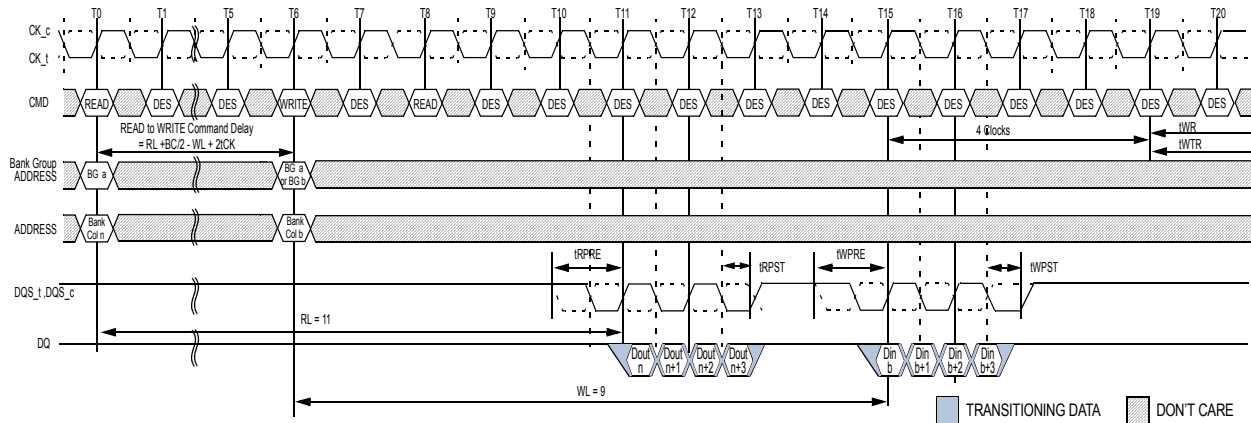 T0 T1 T5 T6 T7 T8 T9 T10 T11 T12 T13 T14 T15 T16 T17 T18 T19 T20
CK_c
CK_t
CMD READ DES DES WRITE DES READ DES DES DES DES DES DES DES DES DES DES DES DES
READ to WRITE Command Delay
= RL +BC/2 - WL + 2tCK
4 Clocks
tWR
tWTR
Bank Group
ADDRESS
BG a
BG a
or BG b
ADDRESS
Bank
Col n
Bank
Col b
tRPRE
tRPST
tWPRE
tWPST
DQS_t ,DQS_c
RL = 11
DQ
Dout
n
Dout
n+1
Dout
n+2
Dout
n+3
Din
b
Din
b+1
Din
b+2
Din
b+3
WL = 9
TRANSITIONING DATA
DON'T CARE